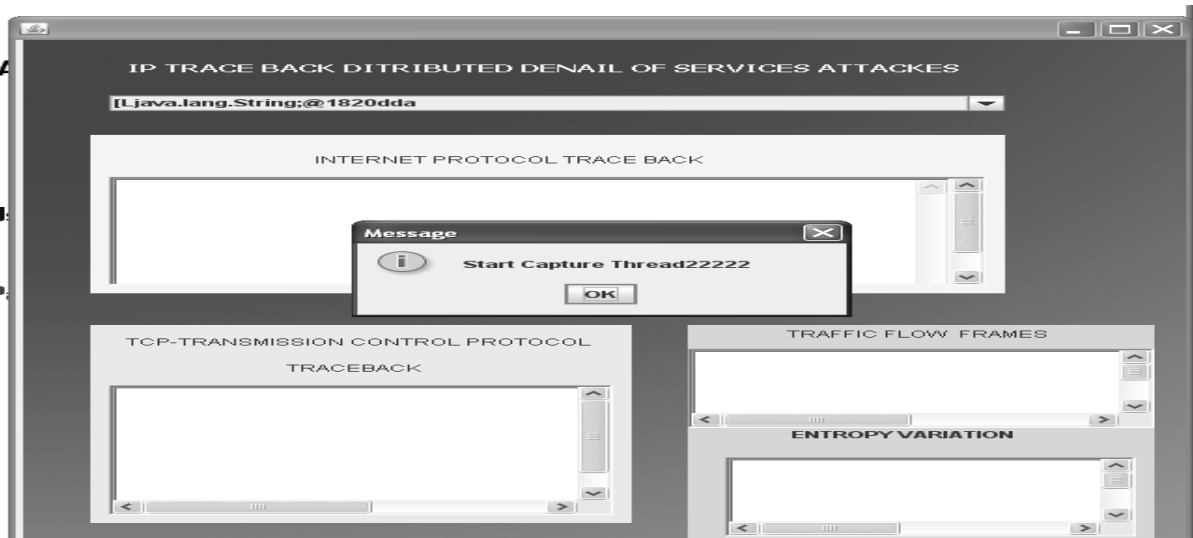 IP TRACE BACK DITRIBUTED DENAIL OF SERVICES ATTACKES
[Ljava.lang.String;@1820dda
INTERNET PROTOCOL TRACE BACK
Message
Start Capture Thread22222
OK
TCP-TRANSMISSION CONTROL PROTOCOL
TRACEBACK
TRAFFIC FLOW FRAMES
ENTROPY VARIATION